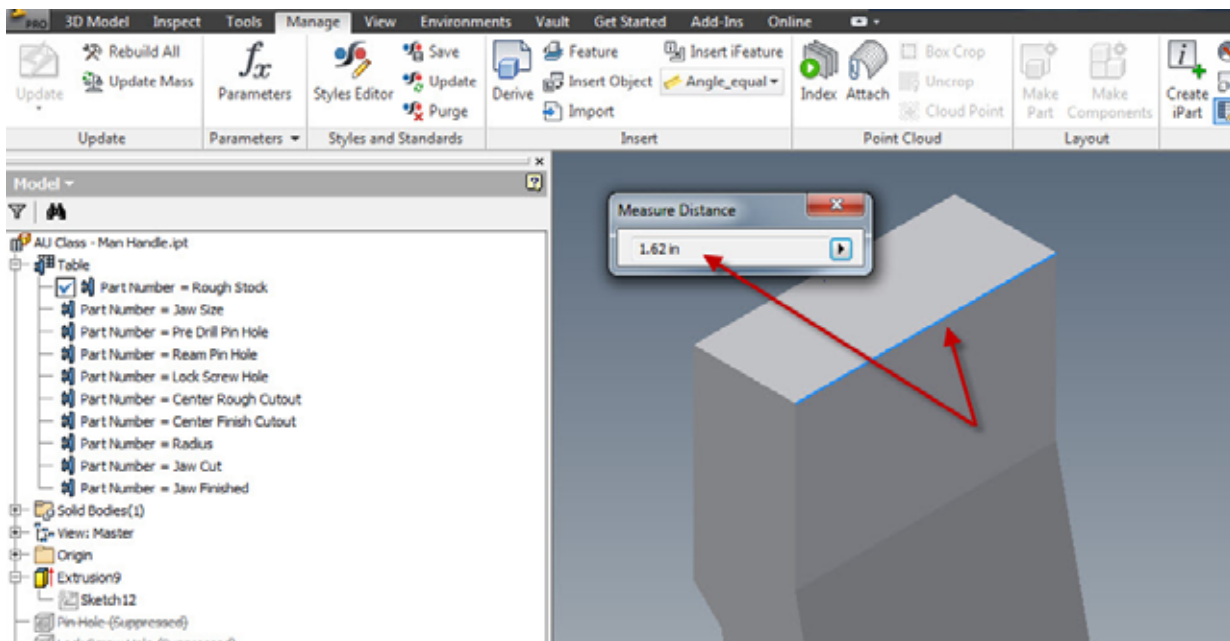 PRO 3D Model Inspect Tools Manage View Environments Vault Get Started Add-Ins Online
Update
Rebuild All
Update Mass
Update
fx
Parameters
Parameters
Styles Editor
Save
Update
Purge
Styles and Standards
Derive
Feature
Insert Object
Import
Insert iFeature
Angle_equal
Insert
Index
Attach
Box Crop
Uncrop
Cloud Point
Point Cloud
Make
Part
Make
Components
Layout
Create
iPart
Model
AU Class - Man Handle.ipt
Table
Part Number = Rough Stock
Part Number = Jaw Size
Part Number = Pre Drill Pin Hole
Part Number = Ream Pin Hole
Part Number = Lock Screw Hole
Part Number = Center Rough Cutout
Part Number = Center Finish Cutout
Part Number = Radius
Part Number = Jaw Cut
Part Number = Jaw Finished
Solid Bodies(1)
View: Master
Origin
Extrusion9
Sketch12
Pin Hole (Suppressed)
Measure Distance
1.62 in